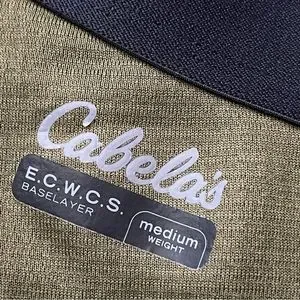 Cabela's
E.C.W.C.S.
BASELAYER
medium
WEIGHT